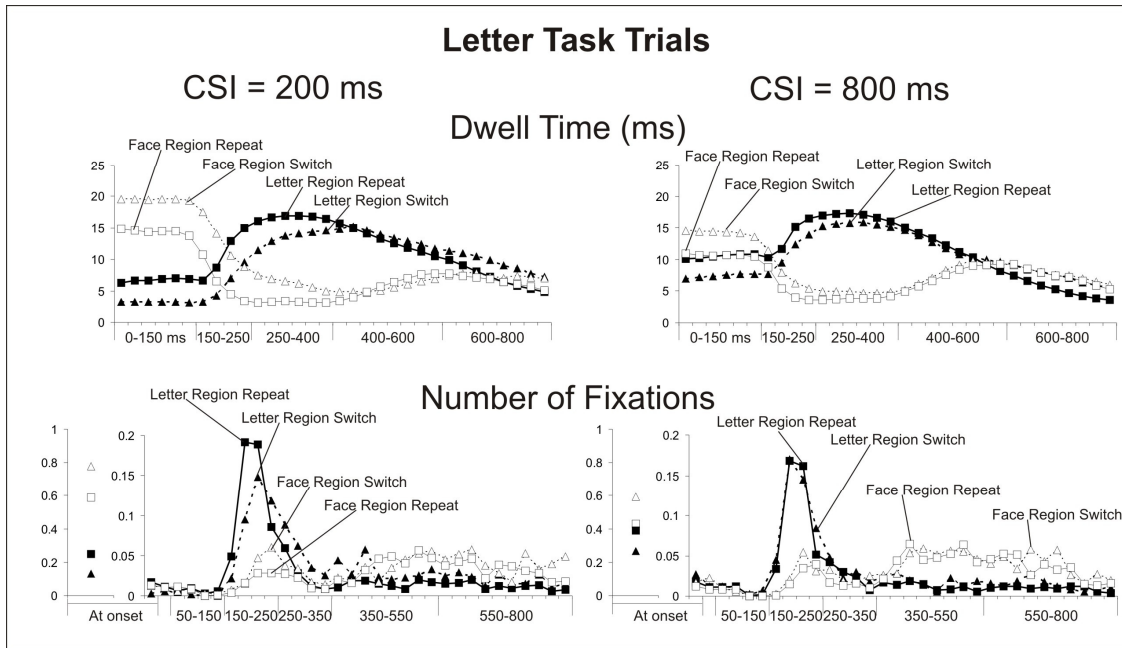 Letter Task Trials
CSI = 200 ms
CSI = 800 ms
Dwell Time (ms)
Face Region Repeat
Face Region Switch
Letter Region Repeat
Letter Region Switch
25
20
15
10
5
0
0-150 ms
150-250
250-400
400-600
600-800
Face Region Repeat
Letter Region Switch
Face Region Switch
Letter Region Repeat
25
20
15
10
5
0
0-150 ms
150-250
250-400
400-600
600-800
Number of Fixations
Letter Region Repeat
Letter Region Switch
Face Region Switch
Face Region Repeat
1
0.8
0.6
0.4
0.2
0
0.2
0.15
0.1
0.05
0
At onset
50-150
150-250
250-350
350-550
550-800
Letter Region Repeat
Letter Region Switch
Face Region Repeat
Face Region Switch
1
0.8
0.6
0.4
0.2
0
0.2
0.15
0.1
0.05
0
At onset
50-150
150-250
250-350
350-550
550-800